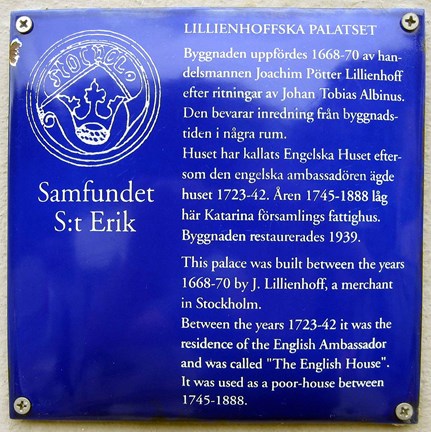 LILLIENHOFFSKA PALATSET
Byggnaden uppfördes 1668-70 av han-
delsmannen Joachim Pötter Lillienhoff
efter ritningar av Johan Tobias Albinus.
Den bevarar inredning från byggnads-
tiden i några rum.
Huset har kallats Engelska Huset efter-
som den engelska ambassadören ägde
huset 1723-42. Åren 1745-1888 låg
här Katarina församlings fattighus.
Byggnaden restaurerades 1939.
This palace was built between the years
1668-70 by J. Lillienhoff, a merchant
in Stockholm.
Between the years 1723-42 it was the
residence of the English Ambassador
and was called "The English House".
It was used as a poor-house between
1745-1888.
Samfundet
S:t Erik